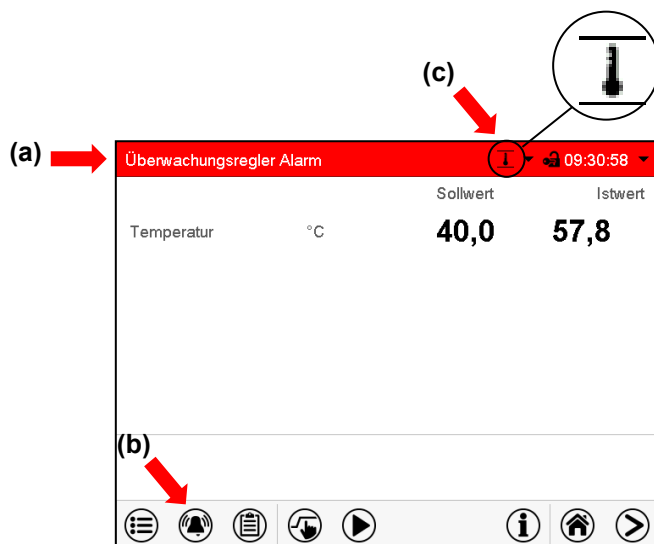 (c)
(a)
Überwachungsregler Alarm 09:30:58
Sollwert Istwert
Temperatur °C 40,0 57,8
(b)